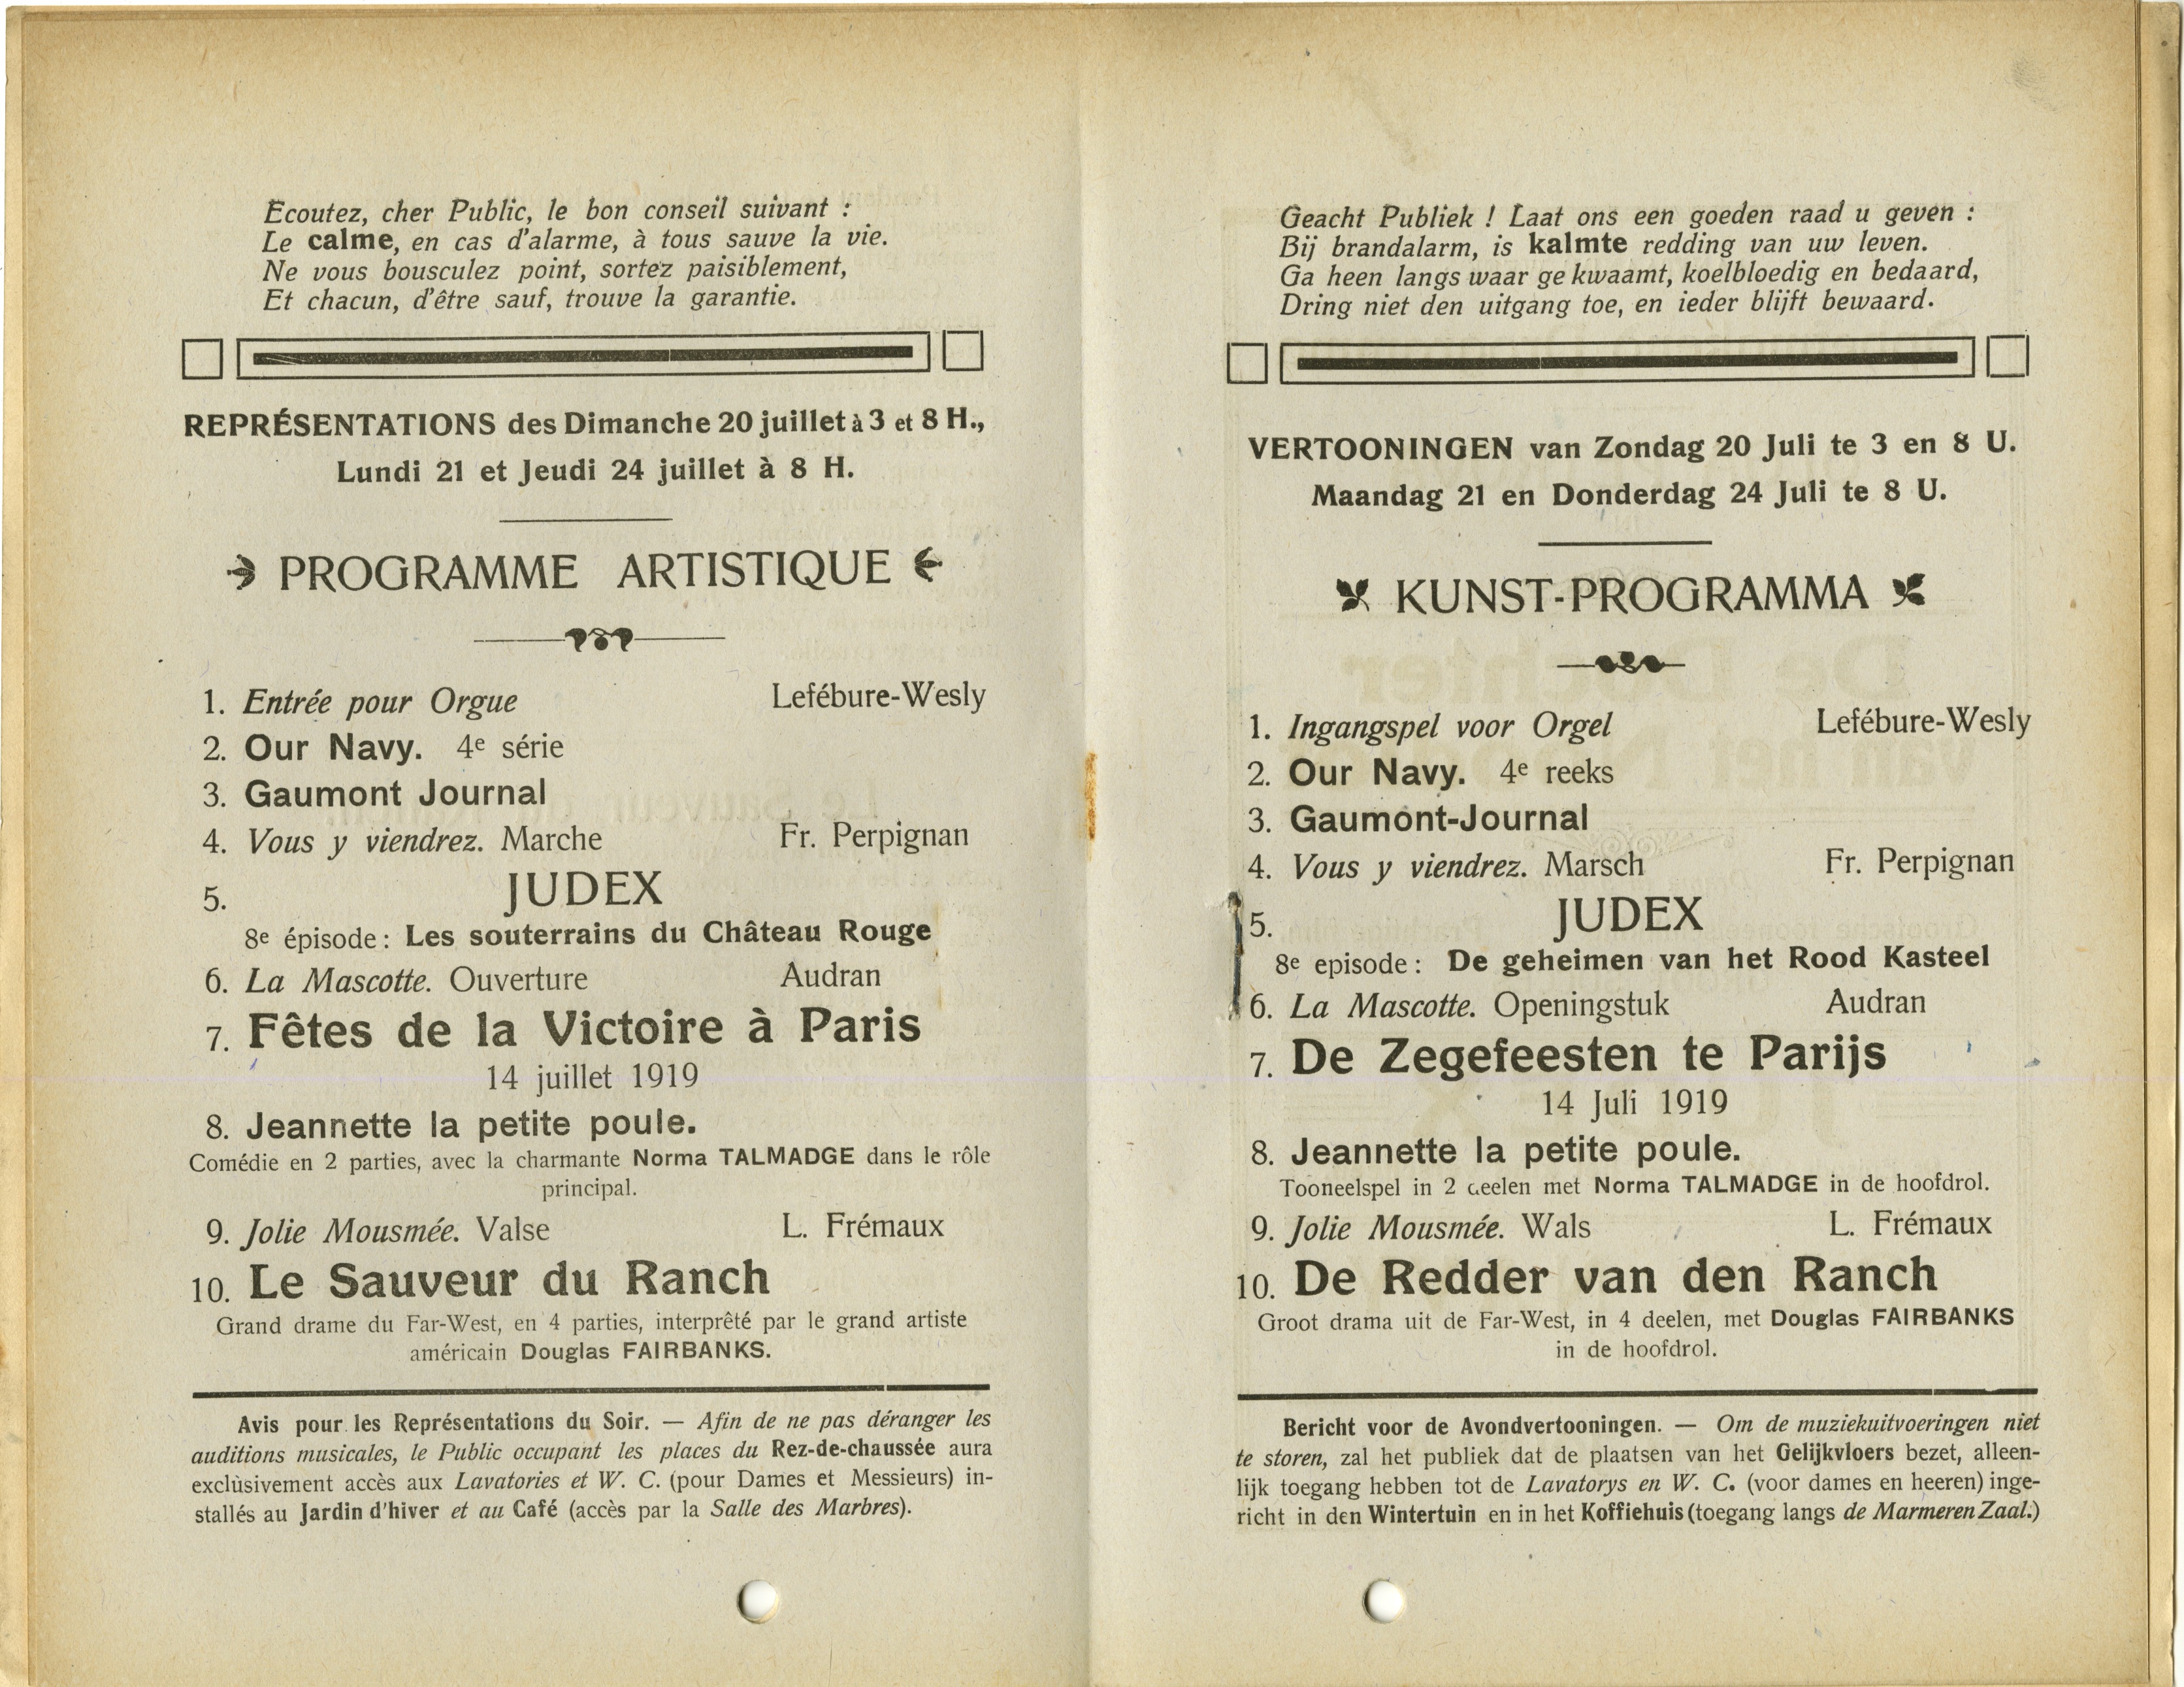 Ecoutez, cher Public, le bon conseil suivant :
Le calme, en cas d'alarme, à tous sauve la vie.
Ne vous bousculez point, sortez paisiblement,
Et chacun, d'être sauf, trouve la garantie.
REPRÉSENTATIONS des Dimanche 20 juillet à 3 et 8 H.,
Lundi 21 et Jeudi 24 juillet à 8 H.
PROGRAMME ARTISTIQUE
1. Entrée pour Orgue Lefébure-Wesly
2. Our Navy. 4e série
3. Gaumont Journal
4. Vous y viendrez. Marche Fr. Perpignan
5. JUDEX
8e épisode : Les souterrains du Château Rouge
6. La Mascotte. Ouverture Audran
7. Fêtes de la Victoire à Paris
14 juillet 1919
8. Jeannette la petite poule.
Comédie en 2 parties, avec la charmante Norma TALMADGE dans le rôle
principal.
9. Jolie Mousmée. Valse L. Frémaux
10. Le Sauveur du Ranch
Grand drame du Far-West, en 4 parties, interprêté par le grand artiste
américain Douglas FAIRBANKS.
Avis pour les Représentations du Soir. — Afin de ne pas déranger les
auditions musicales, le Public occupant les places du Rez-de-chaussée aura
exclusivement accès aux Lavatories et W. C. (pour Dames et Messieurs) in-
stallés au Jardin d'hiver et au Café (accès par la Salle des Marbres).
Geacht Publiek ! Laat ons een goeden raad u geven :
Bij brandalarm, is kalmte redding van uw leven.
Ga heen langs waar ge kwaamt, koelbloedig en bedaard,
Dring niet den uitgang toe, en ieder blijft bewaard.
VERTOONINGEN van Zondag 20 Juli te 3 en 8 U.
Maandag 21 en Donderdag 24 Juli te 8 U.
KUNST-PROGRAMMA
1. Ingangspel voor Orgel Lefébure-Wesly
2. Our Navy. 4e reeks
3. Gaumont-Journal
4. Vous y viendrez. Marsch Fr. Perpignan
5. JUDEX
8e episode : De geheimen van het Rood Kasteel
6. La Mascotte. Openingstuk Audran
7. De Zegefeesten te Parijs
14 Juli 1919
8. Jeannette la petite poule.
Tooneelspel in 2 deelen met Norma TALMADGE in de hoofdrol.
9. Jolie Mousmée. Wals L. Frémaux
10. De Redder van den Ranch
Groot drama uit de Far-West, in 4 deelen, met Douglas FAIRBANKS
in de hoofdrol.
Bericht voor de Avondvertooningen. — Om de muziekuitvoeringen niet
te storen, zal het publiek dat de plaatsen van het Gelijkvloers bezet, alleen-
lijk toegang hebben tot de Lavatorys en W. C. (voor dames en heeren) inge-
richt in den Wintertuin en in het Koffiehuis (toegang langs de Marmeren Zaal.)